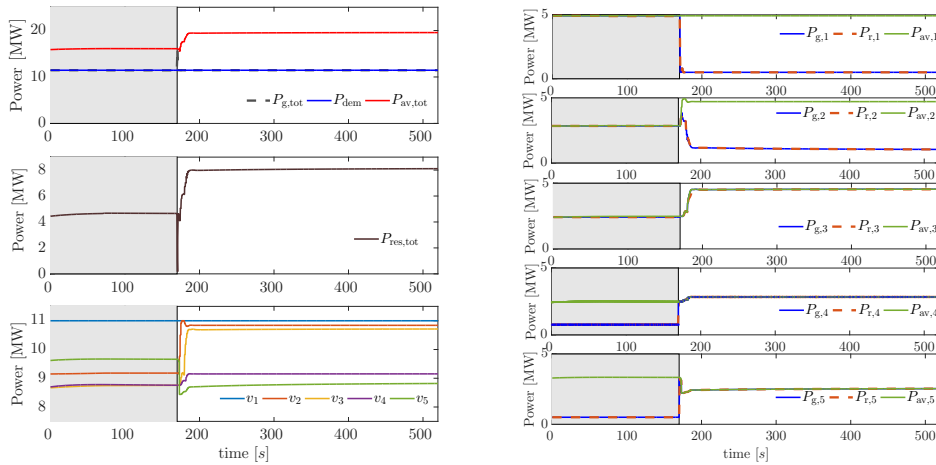 Power [MW]
20
10
0
P_g,tot P_dem P_av,tot
0 100 200 300 400 500
Power [MW]
8
4
0
P_res,tot
0 100 200 300 400 500
Power [MW]
11
10
9
8
v_1 v_2 v_3 v_4 v_5
0 100 200 300 400 500
time [s]
Power [MW]
5
0
P_g,1 P_r,1 P_av,1
0 100 200 300 400 500
Power [MW]
5
0
P_g,2 P_r,2 P_av,2
0 100 200 300 400 500
Power [MW]
5
0
P_g,3 P_r,3 P_av,3
0 100 200 300 400 500
Power [MW]
5
0
P_g,4 P_r,4 P_av,4
0 100 200 300 400 500
Power [MW]
5
0
P_g,5 P_r,5 P_av,5
0 100 200 300 400 500
time [s]